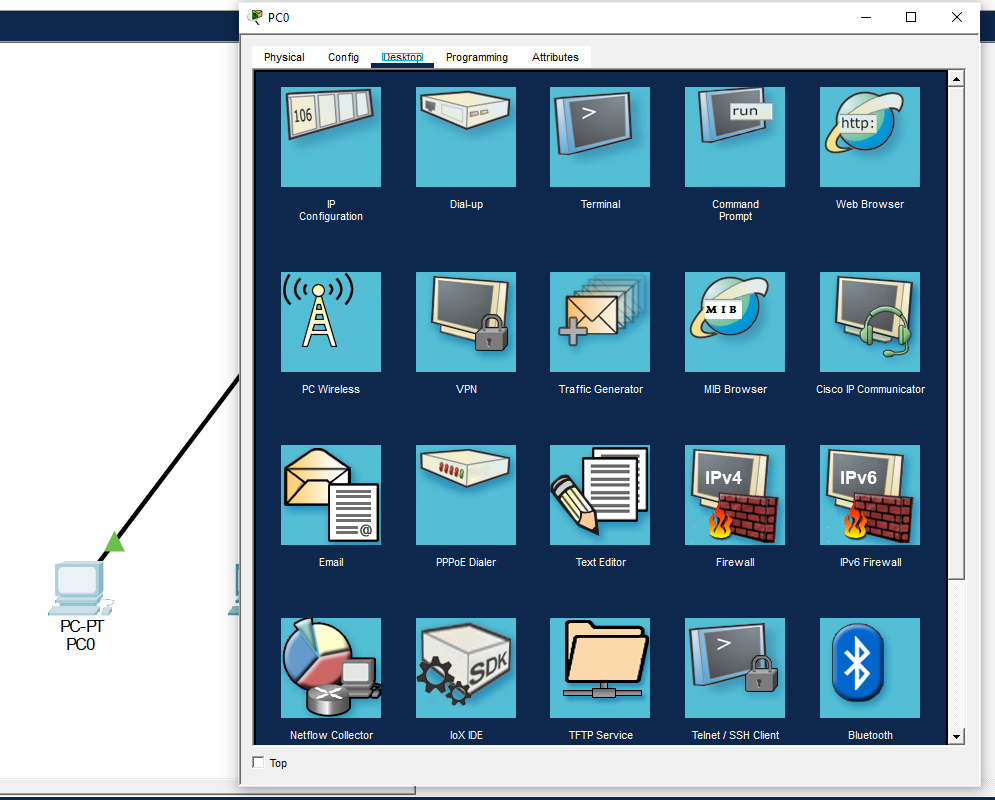 PC0
Physical
Config
Desktop
Programming
Attributes
106
>
run
http:
IP
Configuration
Dial-up
Terminal
Command
Prompt
Web Browser
MIB
PC Wireless
VPN
Traffic Generator
MIB Browser
Cisco IP Communicator
@
IPv4
IPv6
Email
PPPoE Dialer
Text Editor
Firewall
IPv6 Firewall
SDK
>
Netflow Collector
IoX IDE
TFTP Service
Telnet / SSH Client
Bluetooth
Top
PC-PT
PC0